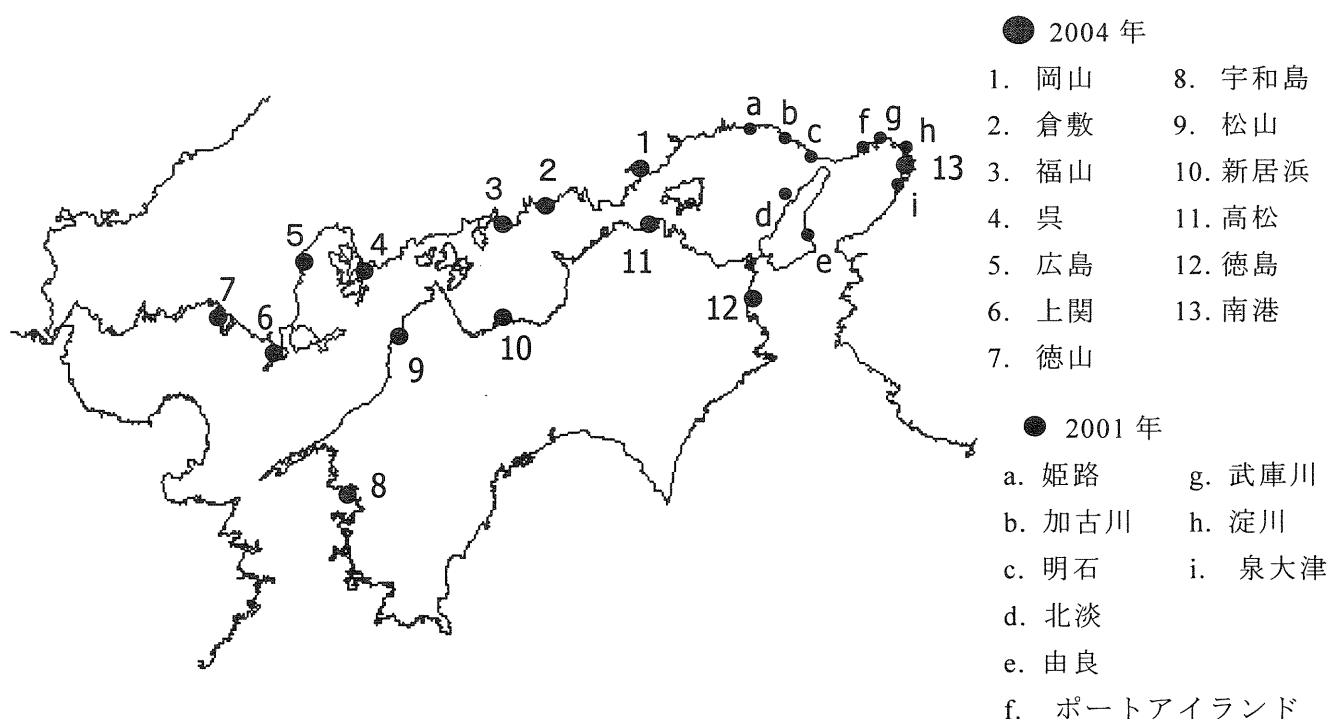 2004 年
1. 岡山 8. 宇和島
2. 倉敷 9. 松山
3. 福山 10. 新居浜
4. 呉 11. 高松
5. 広島 12. 徳島
6. 上関 13. 南港
7. 徳山
2001 年
a. 姫路 g. 武庫川
b. 加古川 h. 淀川
c. 明石 i. 泉大津
d. 北淡
e. 由良
f. ポートアイランド
a
b
c
f
g
h
13
i
1
2
3
d
e
11
4
5
12
7
6
10
9
8